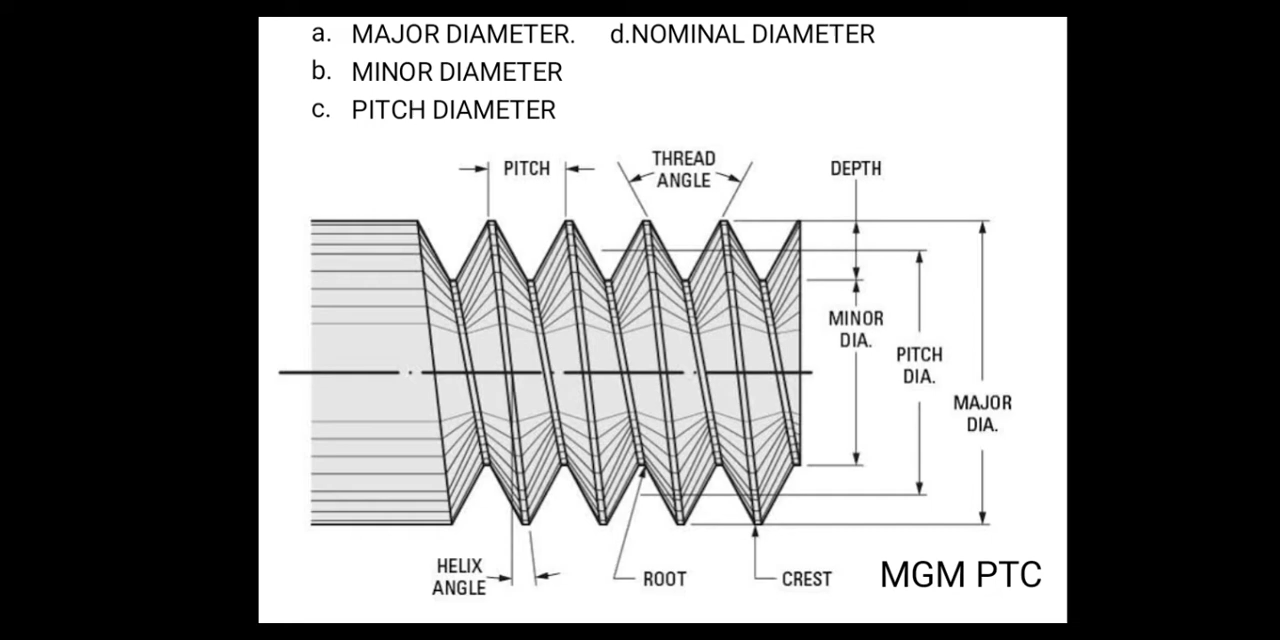 a. MAJOR DIAMETER. d.NOMINAL DIAMETER
b. MINOR DIAMETER
c. PITCH DIAMETER
PITCH
THREAD
ANGLE
DEPTH
MINOR
DIA.
PITCH
DIA.
MAJOR
DIA.
HELIX
ANGLE
ROOT
CREST
MGM PTC